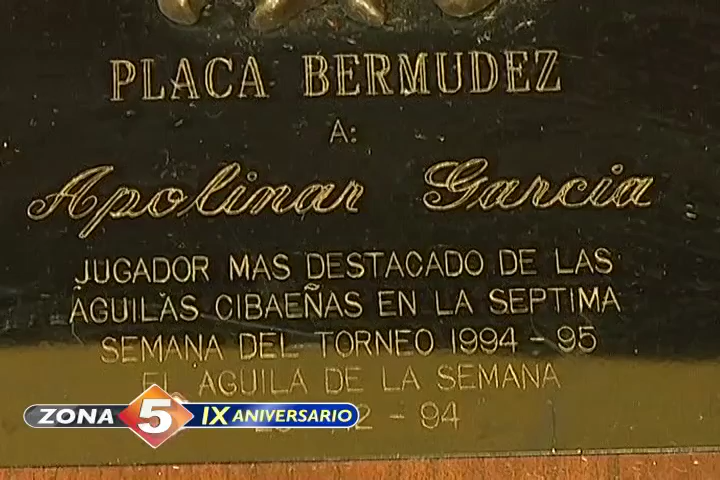 PLACA BERMUDEZ
A:
Apolinar Garcia
JUGADOR MAS DESTACADO DE LAS
AGUILAS CIBAEÑAS EN LA SEPTIMA
SEMANA DEL TORNEO 1994 - 95
EL AGUILA DE LA SEMANA
2 - 94
ZONA 5 IX ANIVERSARIO